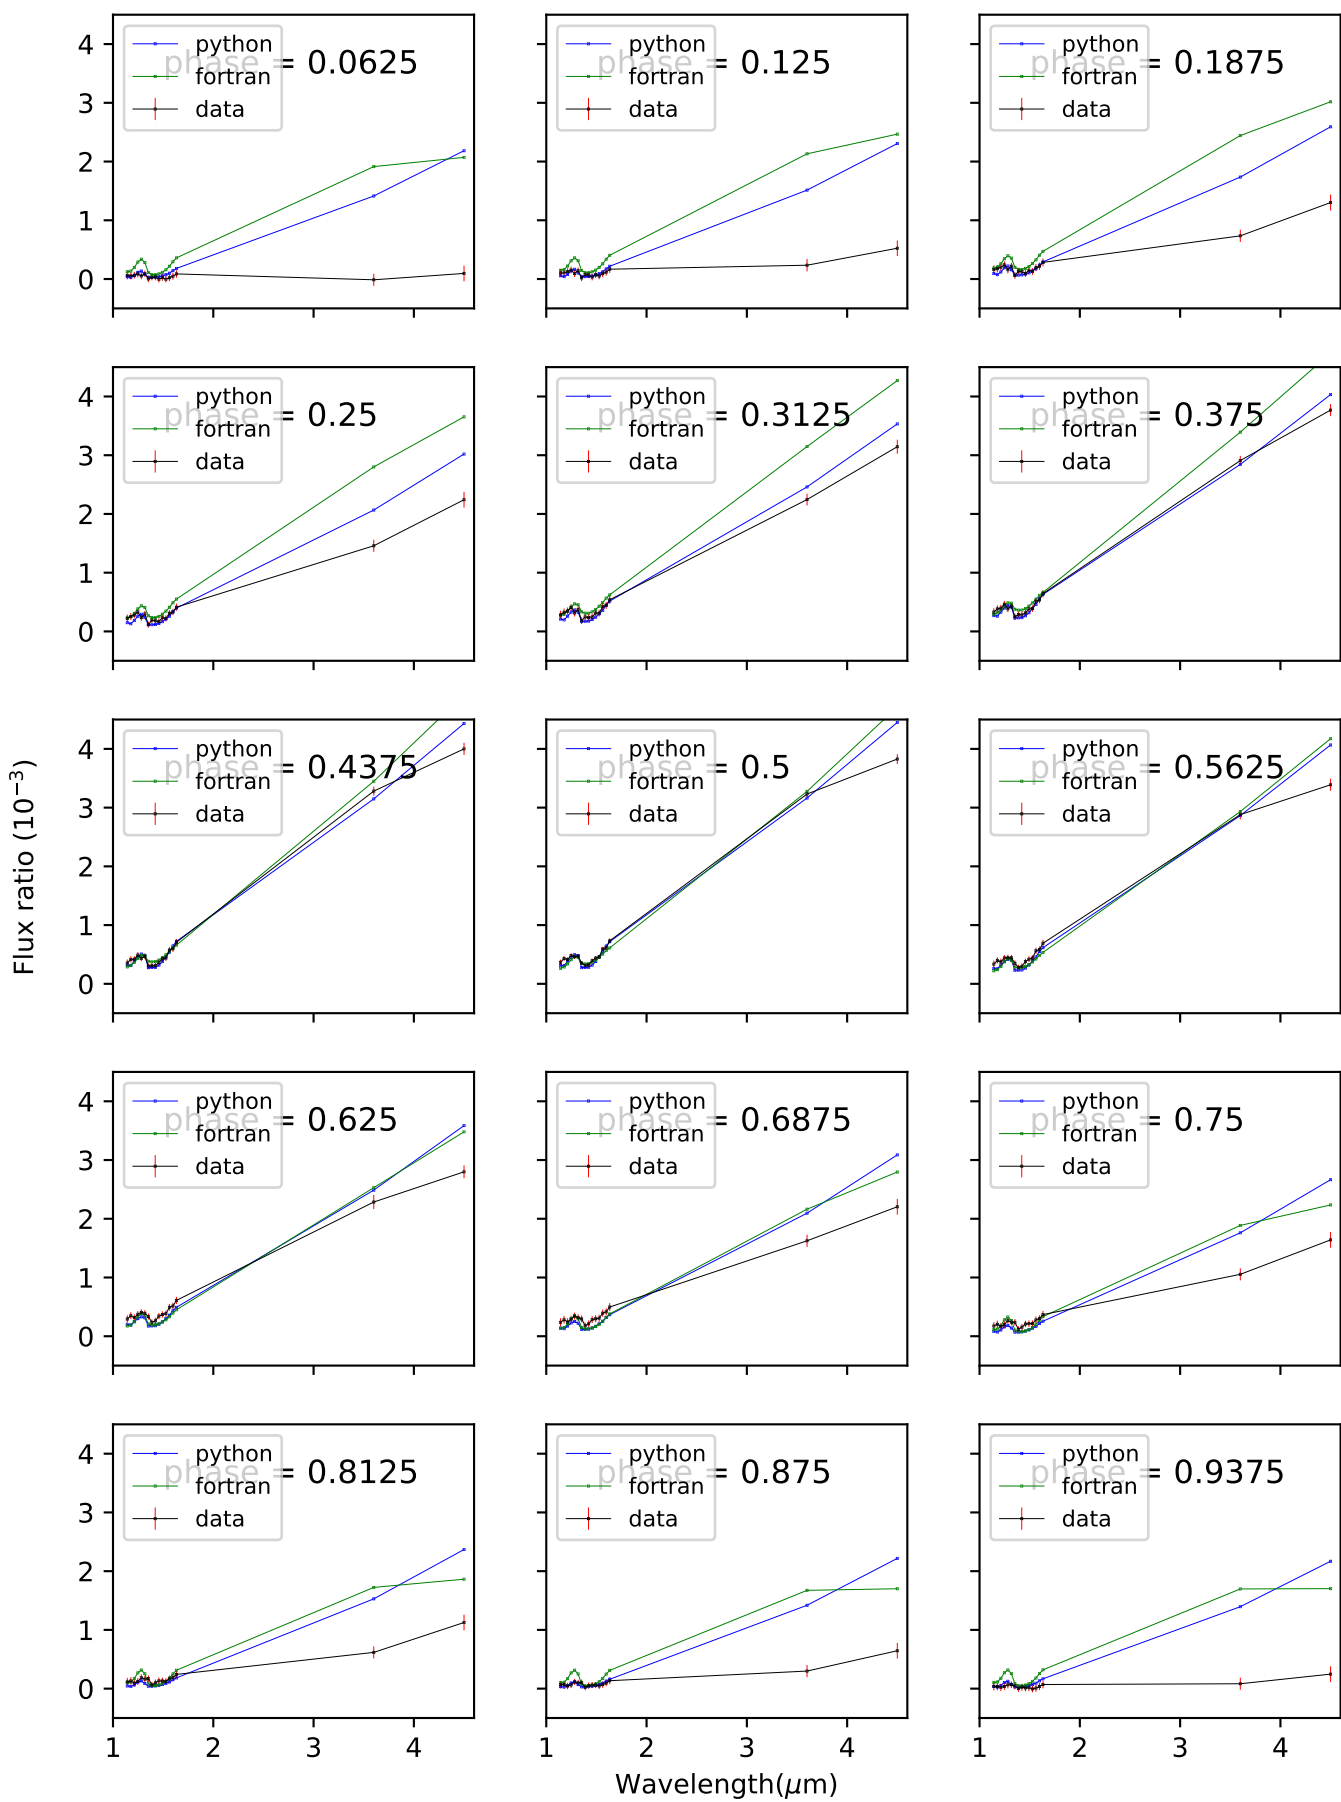 phase = 0.0625
python
fortran
data
phase = 0.125
python
fortran
data
phase = 0.1875
python
fortran
data
4
3
2
1
0
phase = 0.25
python
fortran
data
phase = 0.3125
python
fortran
data
phase = 0.375
python
fortran
data
4
3
2
1
0
phase = 0.4375
python
fortran
data
phase = 0.5
python
fortran
data
phase = 0.5625
python
fortran
data
4
3
2
1
0
Flux ratio (10⁻³)
phase = 0.625
python
fortran
data
phase = 0.6875
python
fortran
data
phase = 0.75
python
fortran
data
4
3
2
1
0
phase = 0.8125
python
fortran
data
phase = 0.875
python
fortran
data
phase = 0.9375
python
fortran
data
4
3
2
1
0
1 2 3 4
1 2 3 4
1 2 3 4
Wavelength(μm)